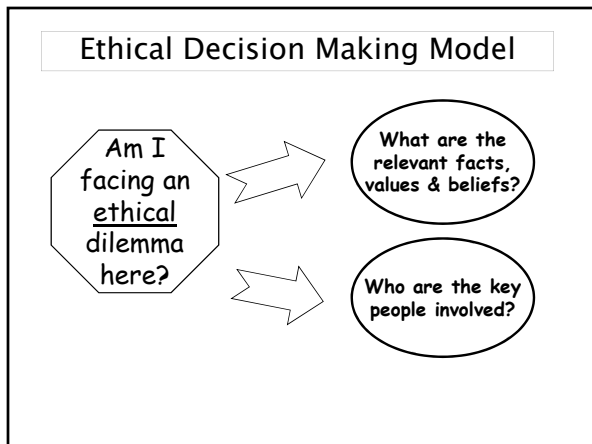 Ethical Decision Making Model
Am I
facing an
ethical
dilemma
here?
What are the
relevant facts,
values & beliefs?
Who are the key
people involved?